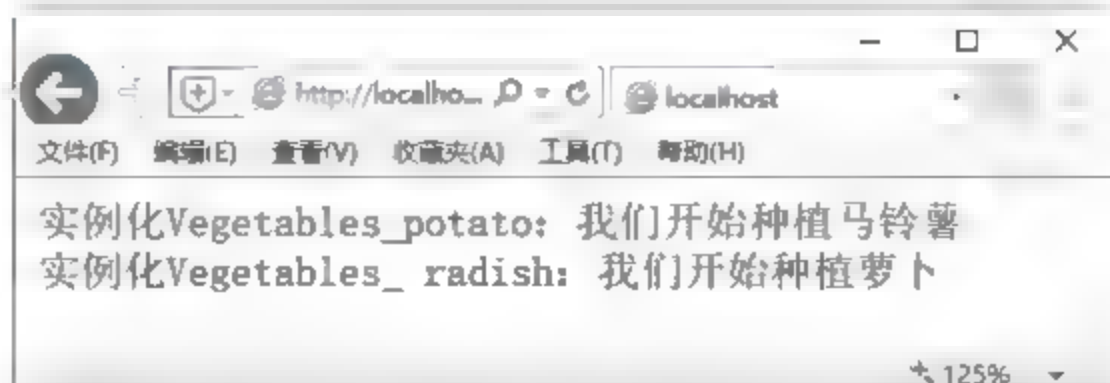 http://localho... localhost
文件(F) 编辑(E) 查看(V) 收藏夹(A) 工具(T) 帮助(H)
实例化Vegetables_potato：我们开始种植马铃薯
实例化Vegetables_ radish：我们开始种植萝卜
125%